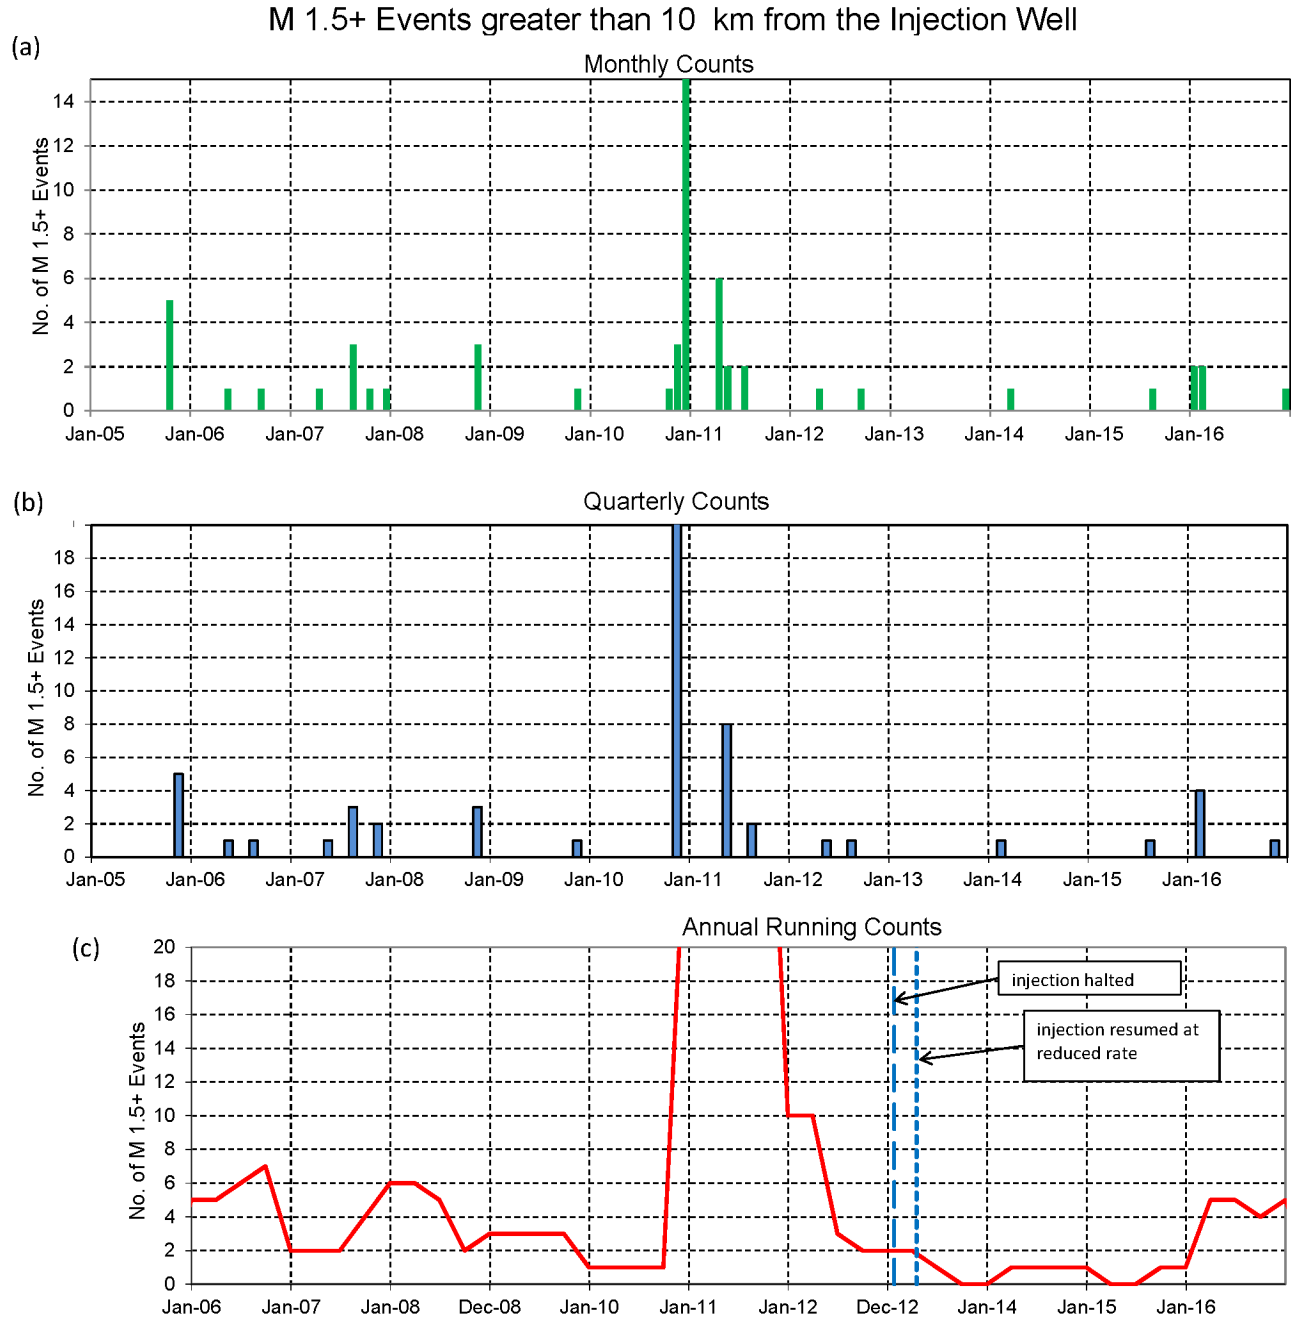 M 1.5+ Events greater than 10 km from the Injection Well
(a)
Monthly Counts
No. of M 1.5+ Events
14
12
10
8
6
4
2
0
Jan-05 Jan-06 Jan-07 Jan-08 Jan-09 Jan-10 Jan-11 Jan-12 Jan-13 Jan-14 Jan-15 Jan-16
(b)
Quarterly Counts
No. of M 1.5+ Events
18
16
14
12
10
8
6
4
2
0
Jan-05 Jan-06 Jan-07 Jan-08 Jan-09 Jan-10 Jan-11 Jan-12 Jan-13 Jan-14 Jan-15 Jan-16
(c)
Annual Running Counts
No. of M 1.5+ Events
20
18
16
14
12
10
8
6
4
2
0
injection halted
injection resumed at
reduced rate
Jan-06 Jan-07 Jan-08 Dec-08 Jan-10 Jan-11 Jan-12 Dec-12 Jan-14 Jan-15 Jan-16